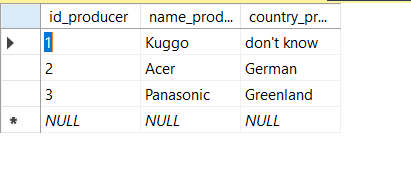 id_producer name_prod... country_pr...
1 Kuggo don't know
2 Acer German
3 Panasonic Greenland
NULL NULL NULL